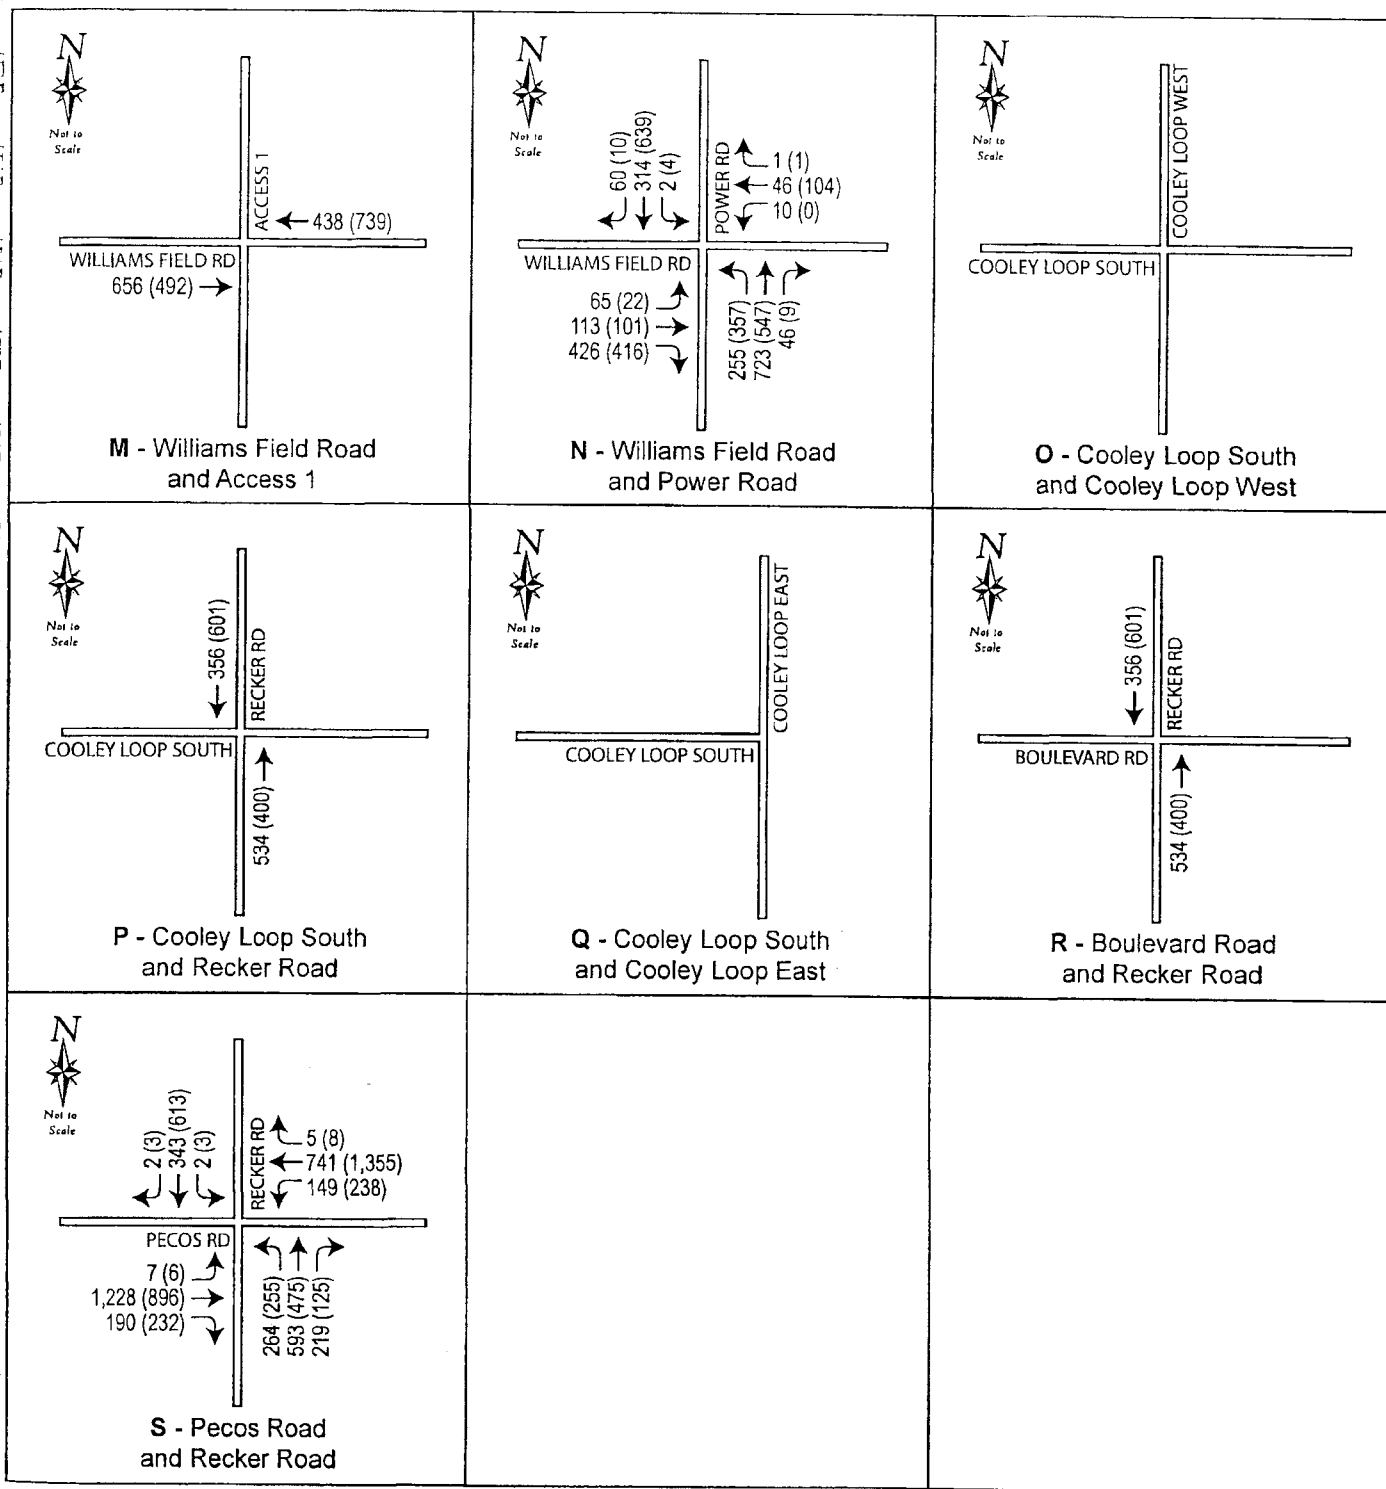 N
Not to
Scale
ACCESS 1
438 (739)
WILLIAMS FIELD RD
656 (492)
M - Williams Field Road
and Access 1
N
Not to
Scale
60 (10)
314 (639)
2 (4)
POWER RD
1 (1)
46 (104)
10 (0)
WILLIAMS FIELD RD
65 (22)
113 (101)
426 (416)
255 (357)
723 (547)
46 (9)
N - Williams Field Road
and Power Road
N
Not to
Scale
COOLEY LOOP WEST
COOLEY LOOP SOUTH
O - Cooley Loop South
and Cooley Loop West
N
Not to
Scale
356 (601)
RECKER RD
COOLEY LOOP SOUTH
534 (400)
P - Cooley Loop South
and Recker Road
N
Not to
Scale
COOLEY LOOP EAST
COOLEY LOOP SOUTH
Q - Cooley Loop South
and Cooley Loop East
N
Not to
Scale
356 (601)
RECKER RD
BOULEVARD RD
534 (400)
R - Boulevard Road
and Recker Road
N
Not to
Scale
2 (3)
343 (613)
2 (3)
RECKER RD
5 (8)
741 (1,355)
149 (238)
PECOS RD
7 (6)
1,228 (896)
190 (232)
264 (255)
593 (475)
219 (125)
S - Pecos Road
and Recker Road